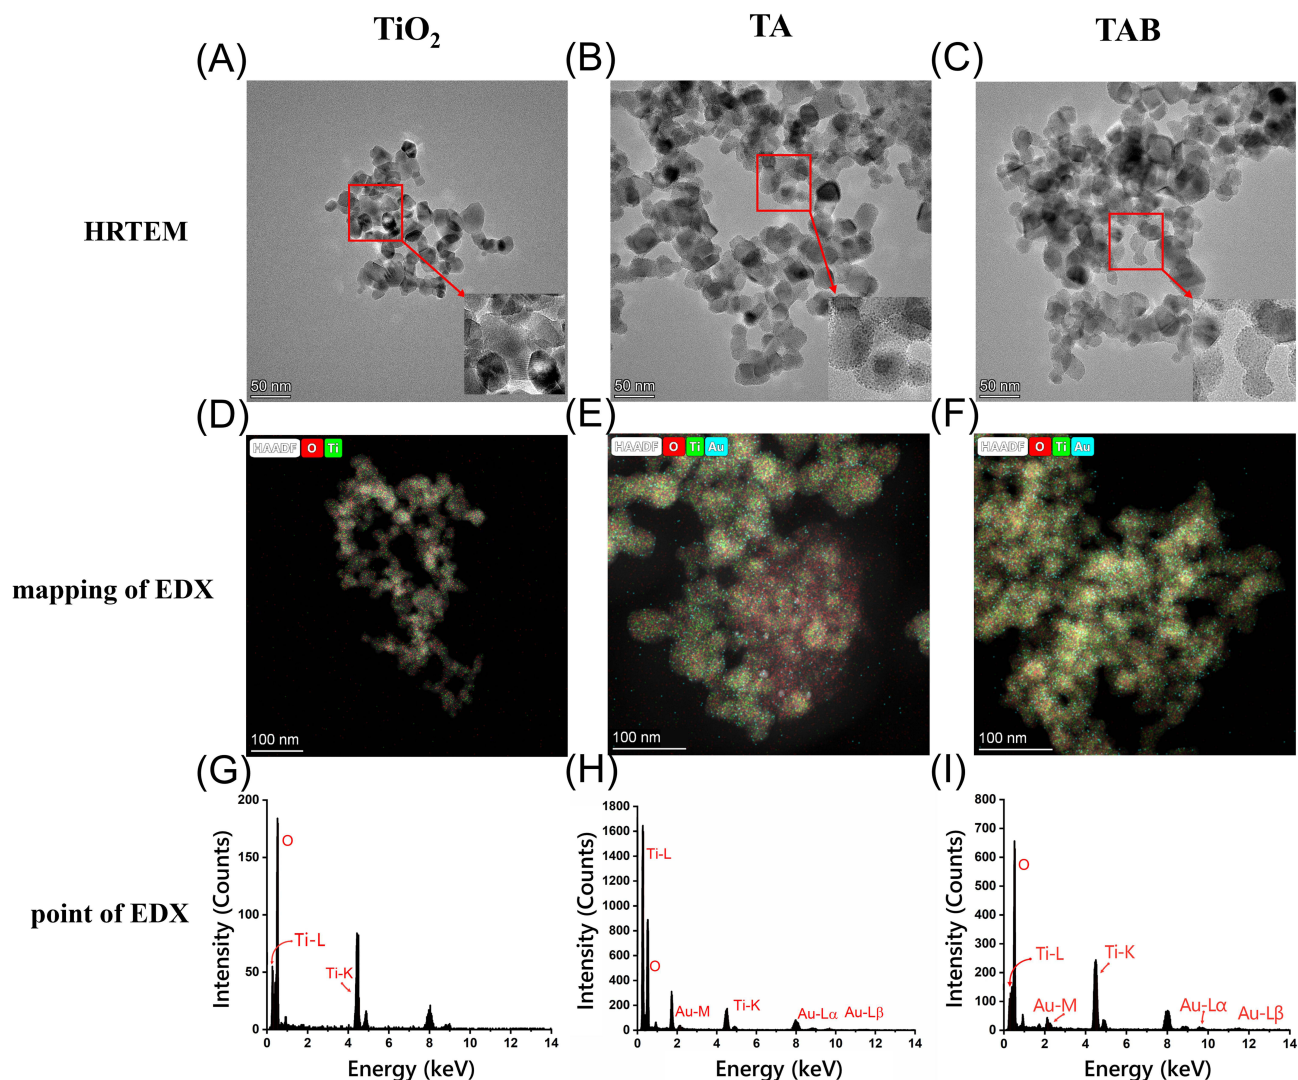 TiO₂ TA TAB
(A) (B) (C)
HRTEM
50 nm 50 nm 50 nm
(D) (E) (F)
HAADF O Ti HAADF O Ti Au HAADF O Ti Au
mapping of EDX
100 nm 100 nm 100 nm
(G) (H) (I)
point of EDX
Intensity (Counts)
200
150
100
50
0
O
Ti-L
Ti-K
0 2 4 6 8 10 12 14
Energy (keV)
Intensity (Counts)
1800
1600
1400
1200
1000
800
600
400
200
0
Ti-L
O
Au-M Ti-K Au-Lα Au-Lβ
0 2 4 6 8 10 12 14
Energy (keV)
Intensity (Counts)
800
700
600
500
400
300
200
100
0
O
Ti-L Ti-K
Au-M Au-Lα Au-Lβ
0 2 4 6 8 10 12 14
Energy (keV)